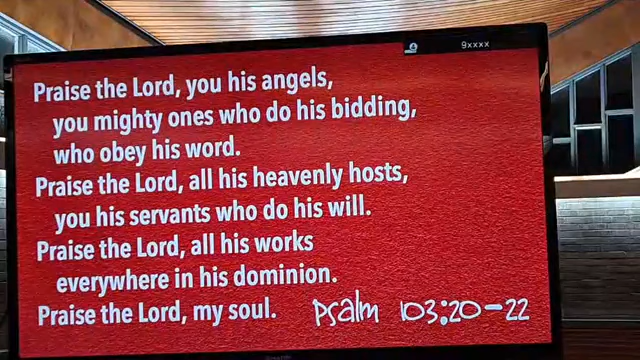 9xxxx
Praise the Lord, you his angels,
you mighty ones who do his bidding,
who obey his word.
Praise the Lord, all his heavenly hosts,
you his servants who do his will.
Praise the Lord, all his works
everywhere in his dominion.
Praise the Lord, my soul.
Psalm 103:20-22